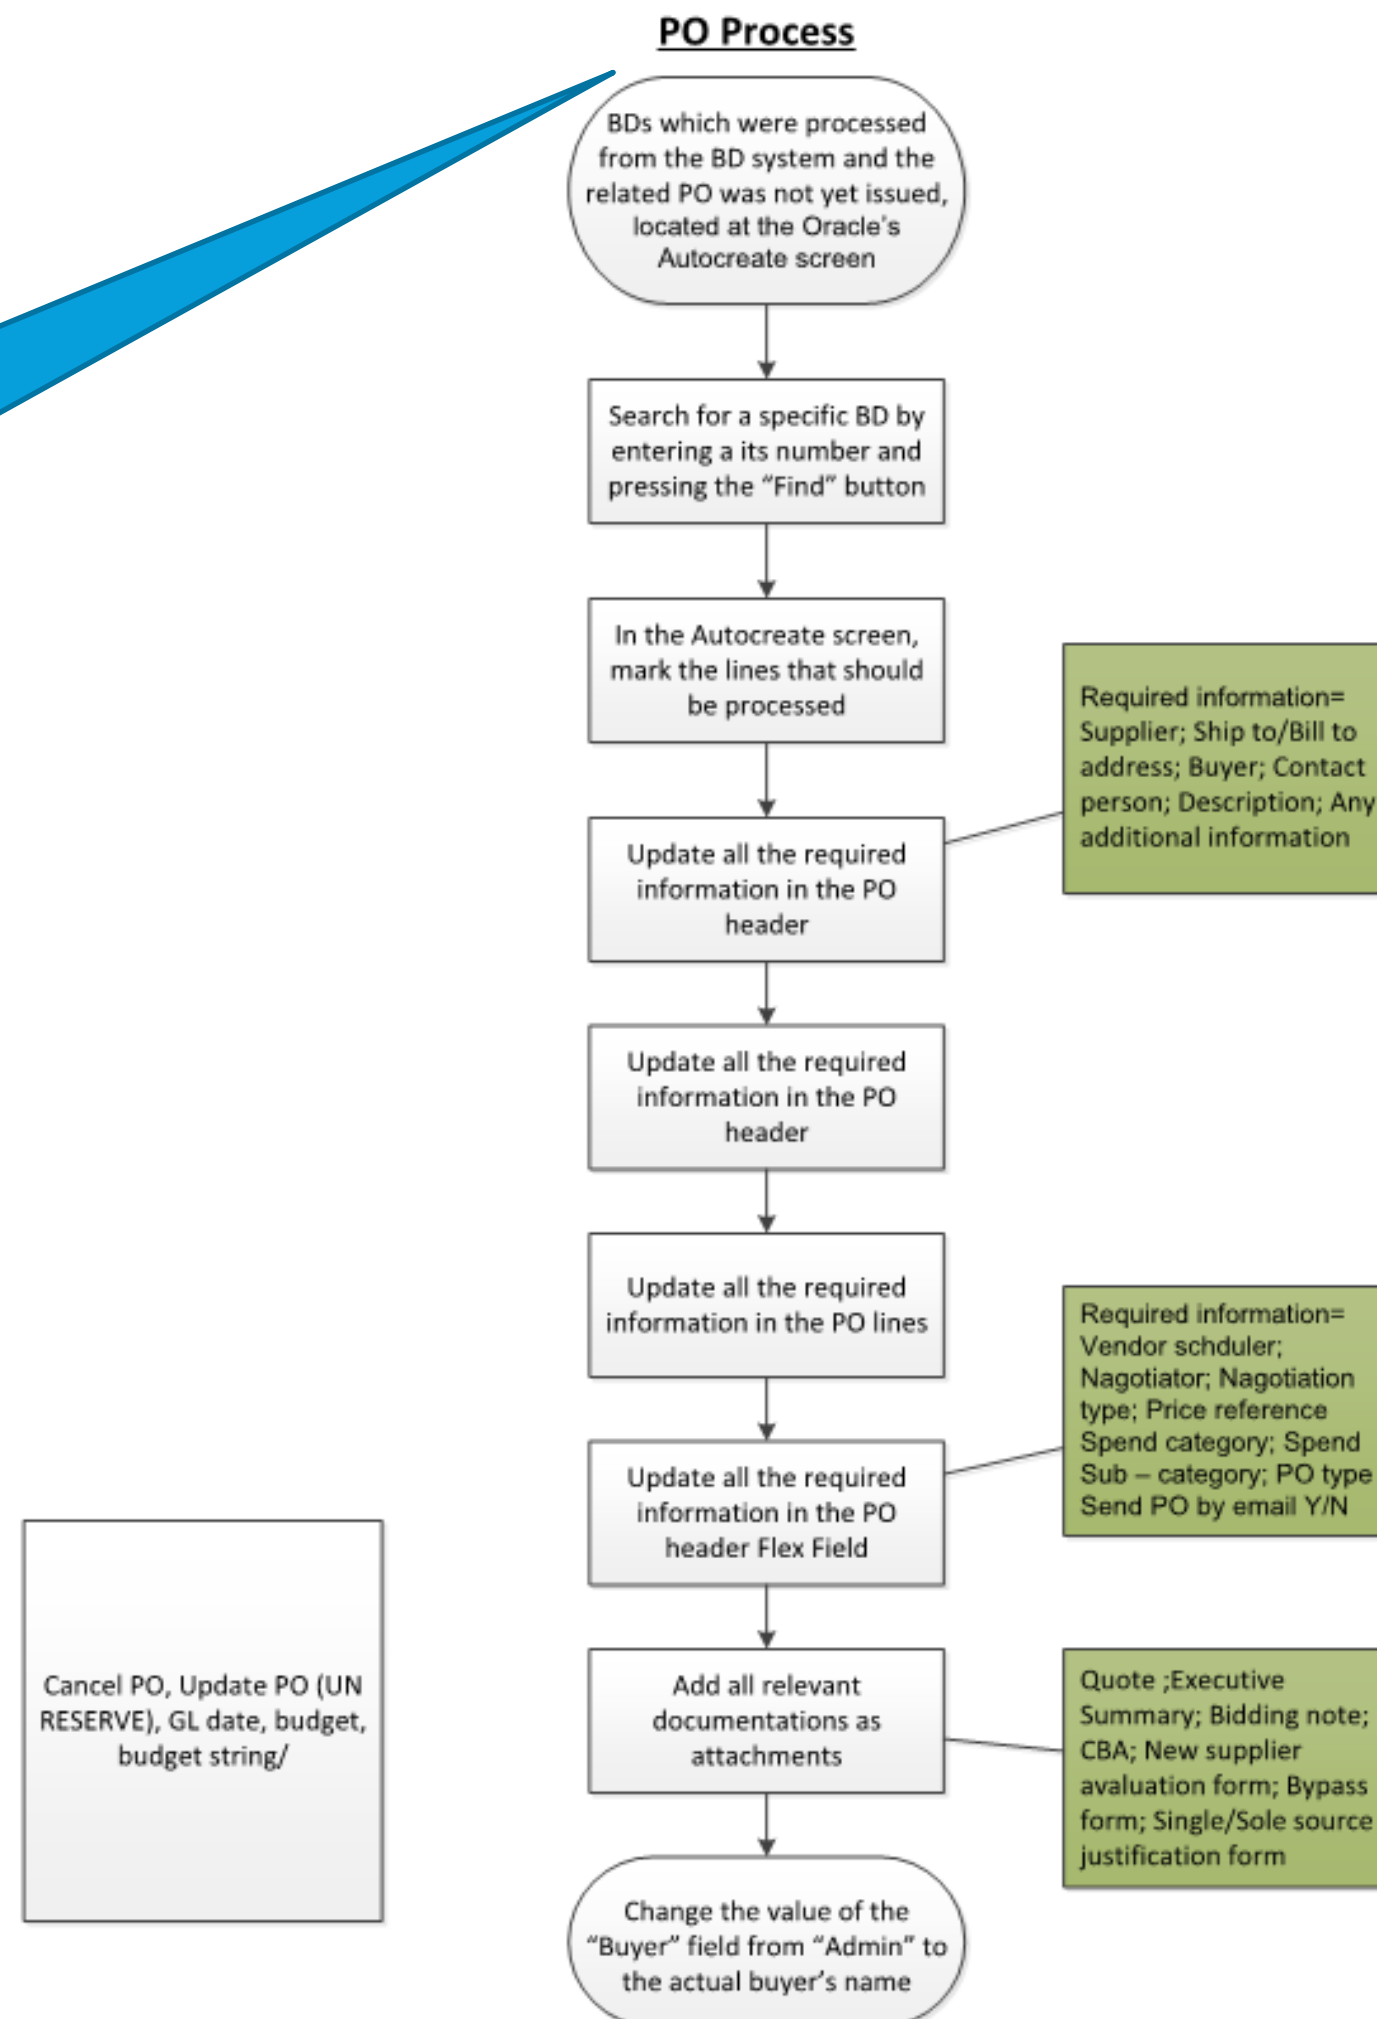 PO Process
BDs which were processed
from the BD system and the
related PO was not yet issued,
located at the Oracle's
Autocreate screen
Search for a specific BD by
entering a its number and
pressing the “Find” button
In the Autocreate screen,
mark the lines that should
be processed
Required information=
Supplier; Ship to/Bill to
address; Buyer; Contact
person; Description; Any
additional information
Update all the required
information in the PO
header
Update all the required
information in the PO
header
Update all the required
information in the PO lines
Required information=
Vendor schduler;
Nagotiator; Nagotiation
type; Price reference
Spend category; Spend
Sub – category; PO type
Send PO by email Y/N
Update all the required
information in the PO
header Flex Field
Cancel PO, Update PO (UN
RESERVE), GL date, budget,
budget string/
Add all relevant
documentations as
attachments
Quote ;Executive
Summary; Bidding note;
CBA; New supplier
avaluation form; Bypass
form; Single/Sole source
justification form
Change the value of the
“Buyer” field from “Admin” to
the actual buyer's name